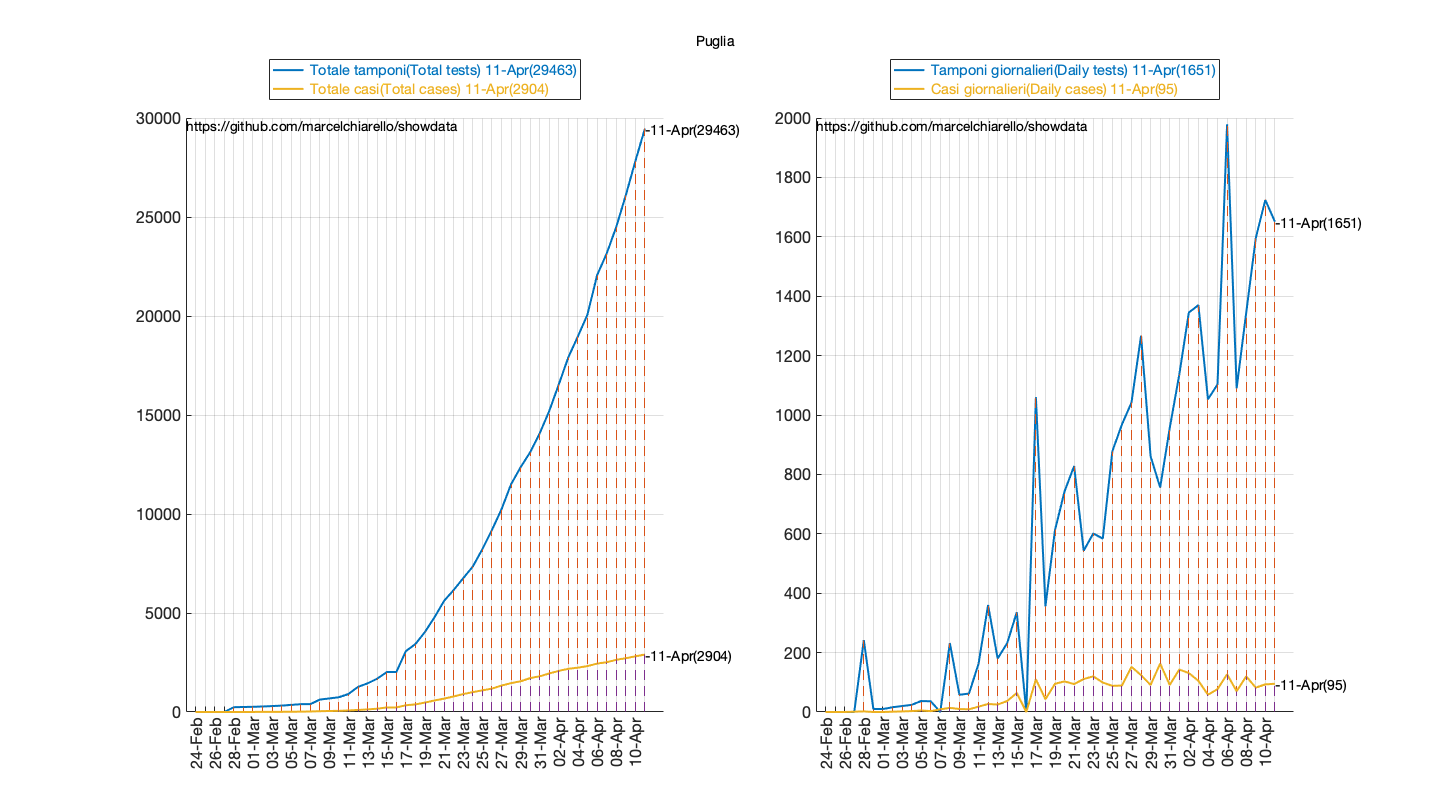 Puglia
Totale tamponi(Total tests) 11-Apr(29463)
Totale casi(Total cases) 11-Apr(2904)
https://github.com/marcelchiarello/showdata
30000
25000
20000
15000
10000
5000
0
-11-Apr(29463)
-11-Apr(2904)
24-Feb
26-Feb
28-Feb
01-Mar
03-Mar
05-Mar
07-Mar
09-Mar
11-Mar
13-Mar
15-Mar
17-Mar
19-Mar
21-Mar
23-Mar
25-Mar
27-Mar
29-Mar
31-Mar
02-Apr
04-Apr
06-Apr
08-Apr
10-Apr
Tamponi giornalieri(Daily tests) 11-Apr(1651)
Casi giornalieri(Daily cases) 11-Apr(95)
https://github.com/marcelchiarello/showdata
2000
1800
1600
1400
1200
1000
800
600
400
200
0
-11-Apr(1651)
-11-Apr(95)
24-Feb
26-Feb
28-Feb
01-Mar
03-Mar
05-Mar
07-Mar
09-Mar
11-Mar
13-Mar
15-Mar
17-Mar
19-Mar
21-Mar
23-Mar
25-Mar
27-Mar
29-Mar
31-Mar
02-Apr
04-Apr
06-Apr
08-Apr
10-Apr